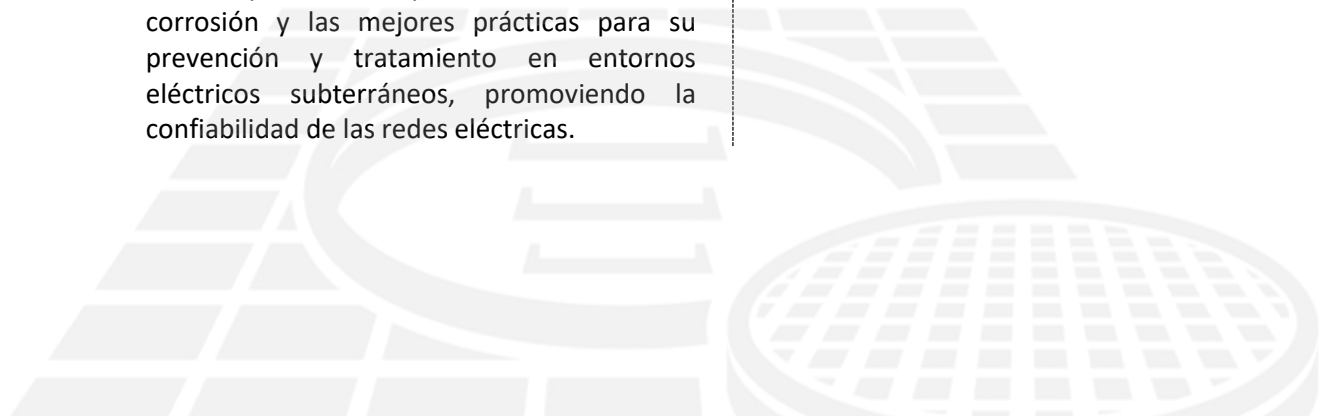 corrosión y las mejores prácticas para su
prevención y tratamiento en entornos
eléctricos subterráneos, promoviendo la
confiabilidad de las redes eléctricas.